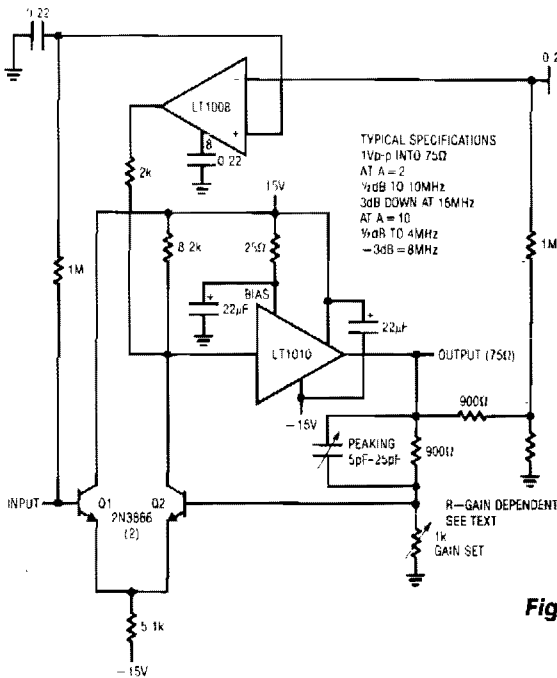 0.22
0.2
LT1008
8
0.22
2k
TYPICAL SPECIFICATIONS
1Vp-p INTO 75Ω
AT A = 2
½dB TO 10MHz
3dB DOWN AT 16MHz
AT A = 10
½dB TO 4MHz
−3dB = 8MHz
15V
8.2k
25Ω
1M
1M
BIAS
22µF
22µF
LT1010
OUTPUT (75Ω)
−15V
900Ω
PEAKING
5pF-25pF
900Ω
INPUT
Q1
Q2
2N3866
(2)
R—GAIN DEPENDENT
SEE TEXT
1k
GAIN SET
5.1k
−15V
Fig